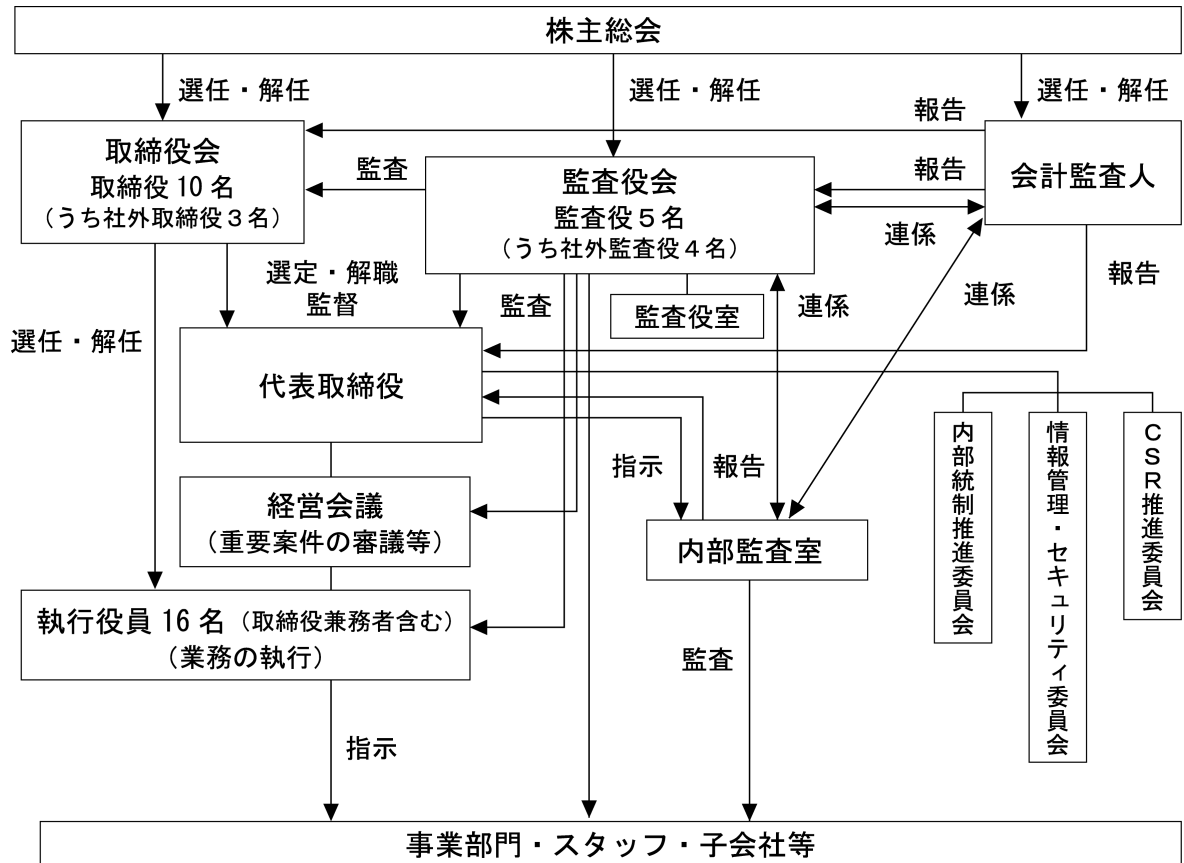 株主総会
選任・解任
選任・解任
選任・解任
報告
取締役会
取締役10名
（うち社外取締役３名）
監査
監査役会
監査役５名
（うち社外監査役４名）
報告
会計監査人
連係
選定・解職
監督
監査
監査役室
連係
連係
報告
選任・解任
代表取締役
指示
報告
経営会議
（重要案件の審議等）
内部監査室
内部統制推進委員会
情報管理・セキュリティ委員会
ＣＳＲ推進委員会
執行役員16名（取締役兼務者含む）
（業務の執行）
監査
指示
事業部門・スタッフ・子会社等